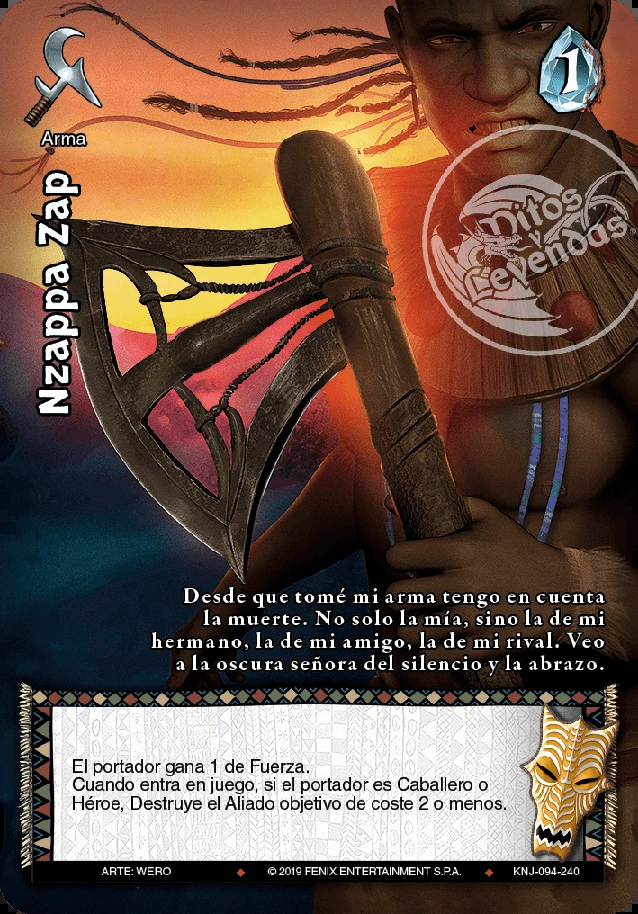 Arma
1
Nzappa Zap
Mitos
y
Leyendas
Desde que tomé mi arma tengo en cuenta
la muerte. No solo la mía, sino la de mi
hermano, la de mi amigo, la de mi rival. Veo
a la oscura señora del silencio y la abrazo.
El portador gana 1 de Fuerza.
Cuando entra en juego, si el portador es Caballero o
Héroe, Destruye el Aliado objetivo de coste 2 o menos.
ARTE: WERO
© 2019 FENIX ENTERTAINMENT S.P.A.
KNJ-094-240